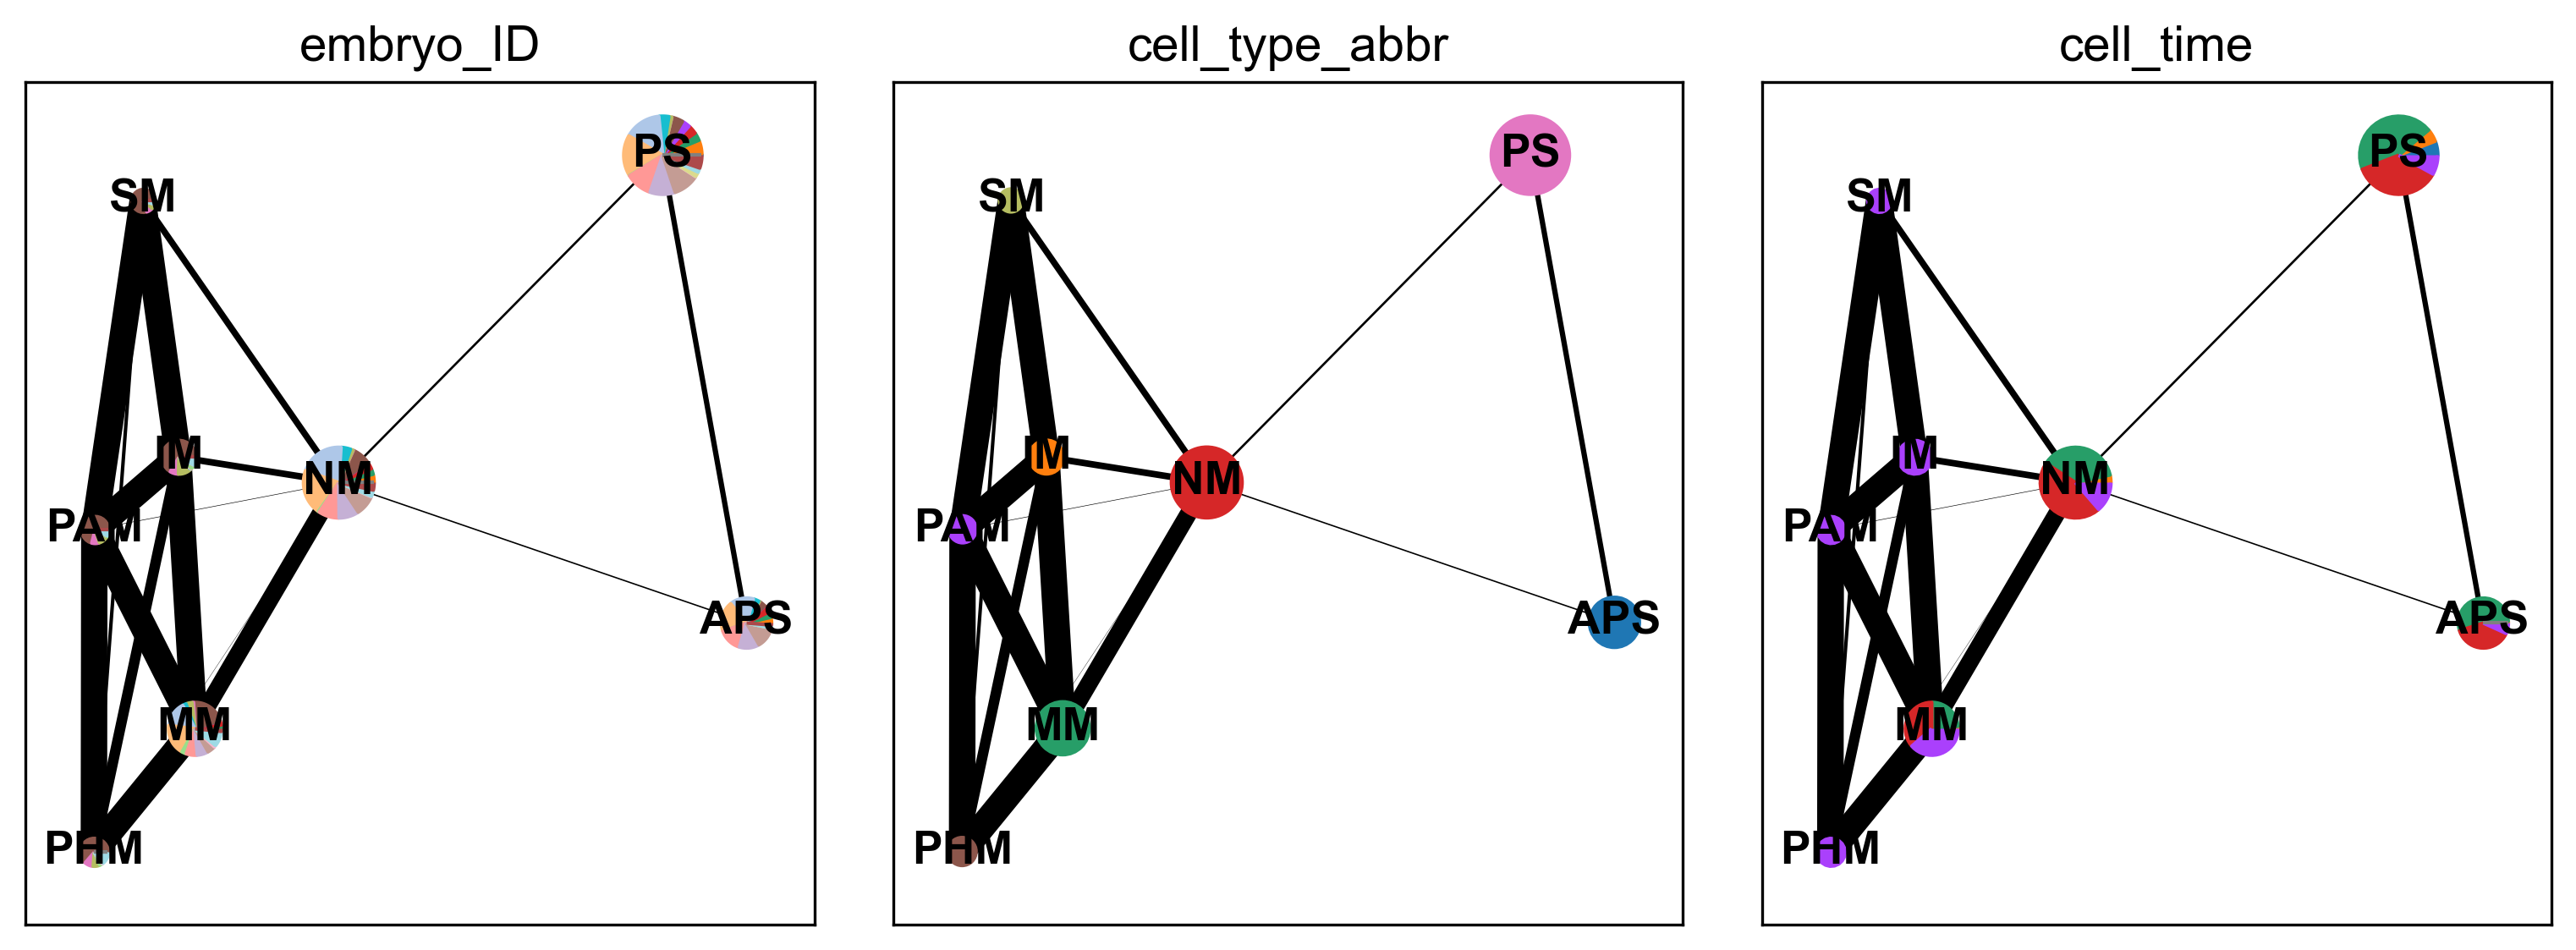 embryo_ID
PS
SM
IM
NM
PAM
APS
MM
PHM
cell_type_abbr
PS
SM
IM
NM
PAM
APS
MM
PHM
cell_time
PS
SM
IM
NM
PAM
APS
MM
PHM